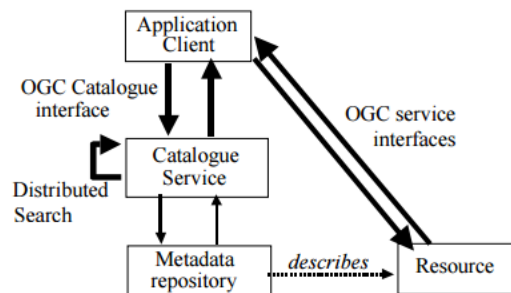 Application
Client
OGC Catalogue
interface
OGC service
interfaces
Catalogue
Service
Distributed
Search
Metadata
repository
describes
Resource